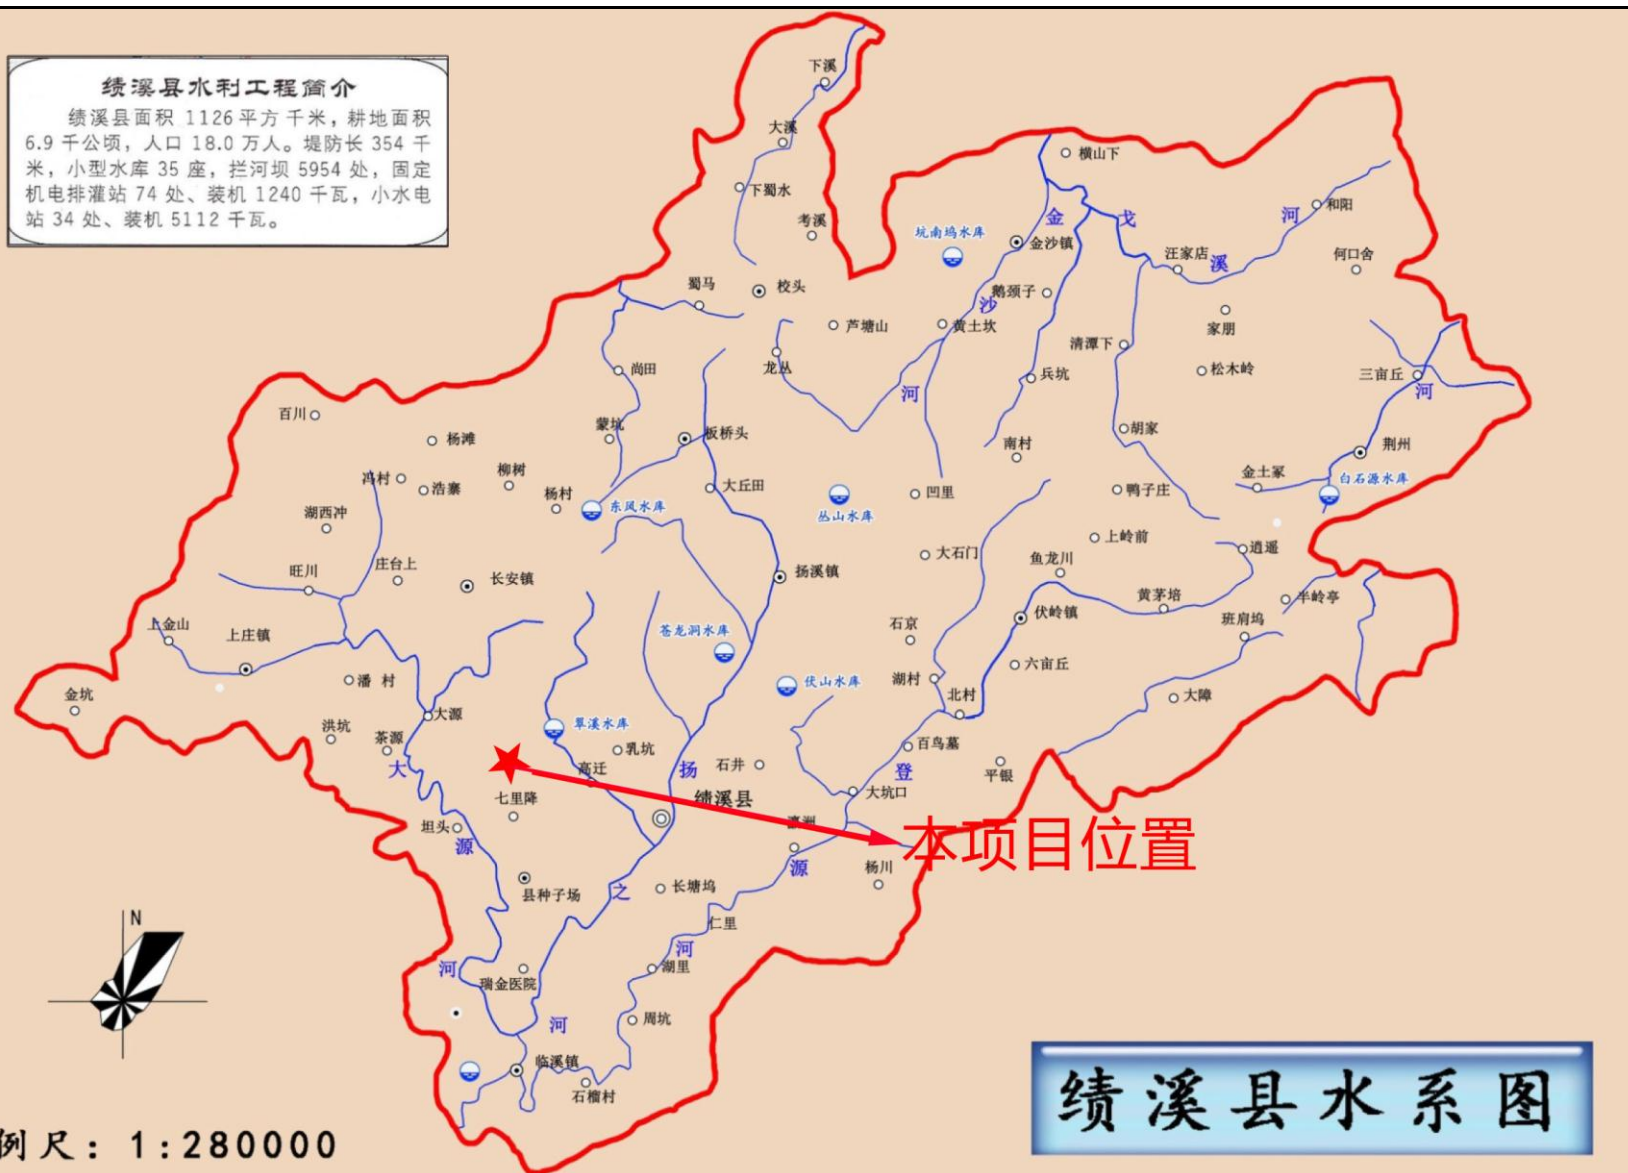 绩溪县水利工程简介
绩溪县面积 1126平方千米，耕地面积
6.9 千公顷，人口 18.0 万人。堤防长 354 千
米，小型水库 35 座，拦河坝 5954 处，固定
机电排灌站 74 处、装机 1240 千瓦，小水电
站 34 处、装机 5112 千瓦。
下溪
大溪
横山下
下蜀水
考溪
金
戈
河
和阳
坑南坞水库
金沙镇
汪家店
溪
何口舍
蜀马
校头
鹅颈子
沙
芦塘山
黄土坎
家朋
清潭下
尚田
龙丛
兵坑
松木岭
三亩丘
河
河
百川
杨滩
蒙坑
板桥头
胡家
南村
荆州
冯村
浩寨
柳树
杨村
大丘田
凹里
鸭子庄
金土冢
白石源水库
湖西冲
东风水库
丛山水库
上岭前
逍遥
大石门
鱼龙川
旺川
庄台上
长安镇
扬溪镇
黄茅培
半岭亭
上金山
上庄镇
苍龙洞水库
石京
伏岭镇
班肩坞
六亩丘
金坑
潘 村
伏山水库
湖村
北村
大障
大源
洪坑
茶源
翠溪水库
乳坑
百鸟墓
大
高迁
扬
石井
登
平银
七里降
绩溪县
大坑口
坦头
源
瀛洲
本项目位置
源
杨川
县种子场
之
长塘坞
仁里
N
河
瑞金医院
河
湖里
河
周坑
临溪镇
石榴村
例尺：1:280000
绩溪县水系图